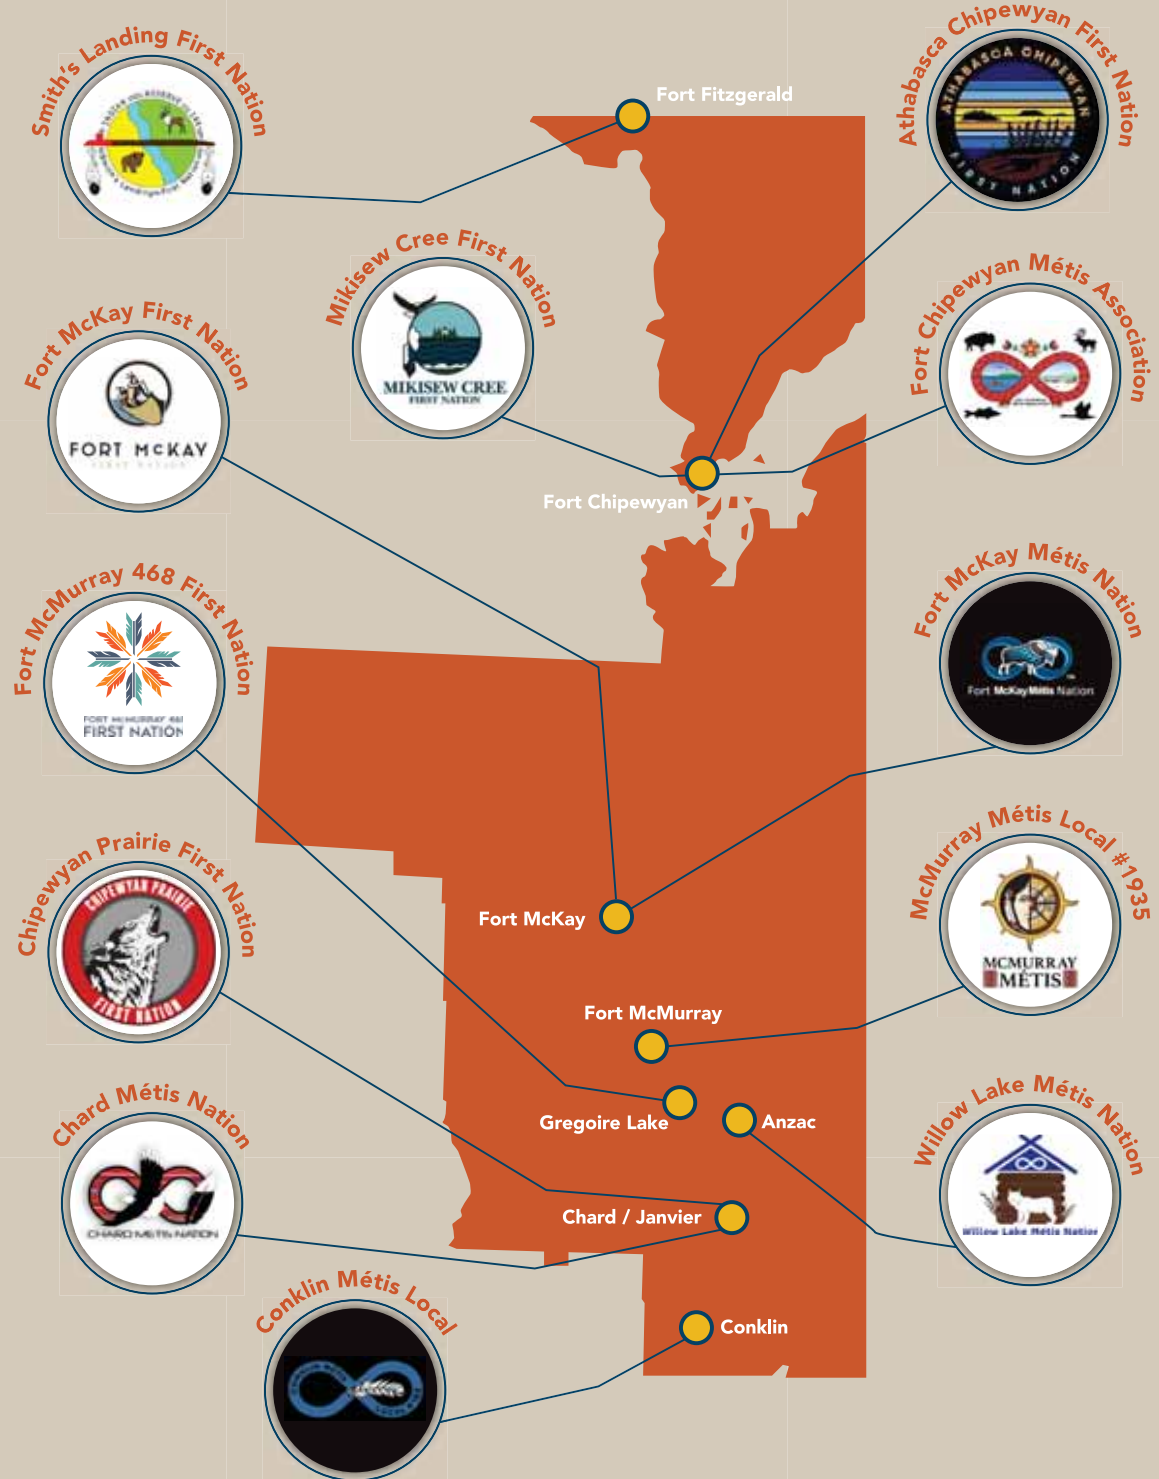 Smith's Landing First Nation
Athabasca Chipewyan First Nation
ATHABASCA CHIPEWYAN
FIRST NATION
Fort Fitzgerald
Mikisew Cree First Nation
MIKISEW CREE
FIRST NATION
Fort Chipewyan Métis Association
Fort McKay First Nation
FORT McKAY
FIRST NATION
Fort Chipewyan
Fort McMurray 468 First Nation
FORT McMURRAY 468
FIRST NATION
Fort McKay Métis Nation
Fort McKay Métis Nation
Chipewyan Prairie First Nation
CHIPEWYAN PRAIRIE
FIRST NATION
McMurray Métis Local #1935
MCMURRAY
MÉTIS
Fort McKay
Fort McMurray
Gregoire Lake
Anzac
Chard Métis Nation
CHARD METIS NATION
Willow Lake Métis Nation
Willow Lake Métis Nation
Chard / Janvier
Conklin Métis Local
Conklin